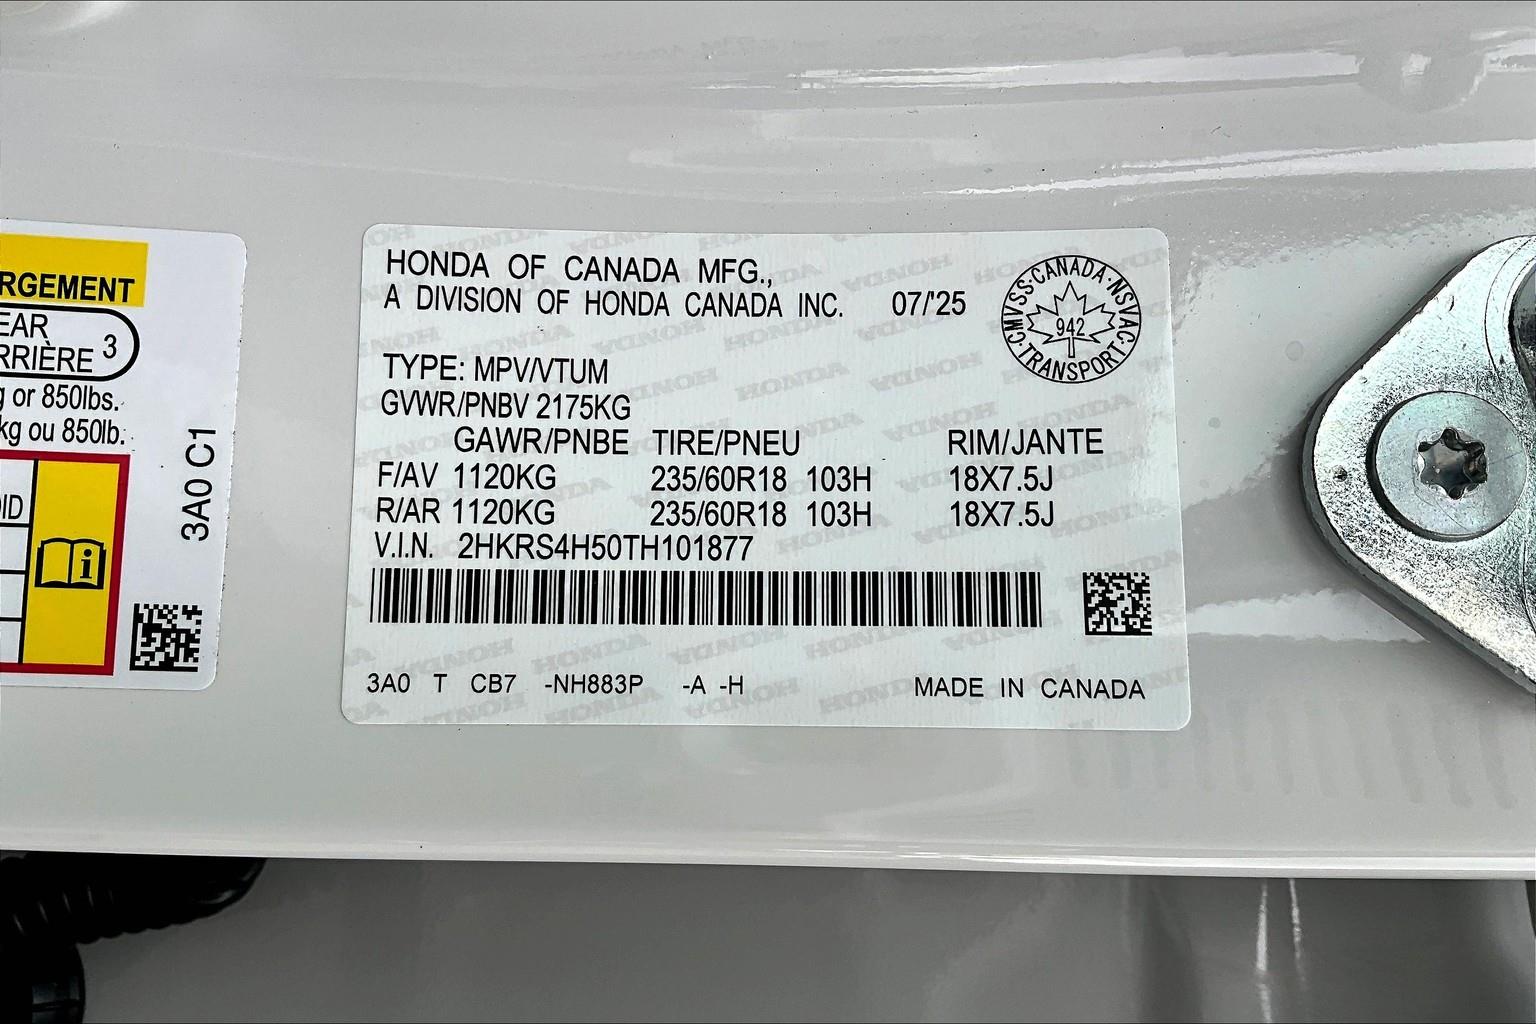 RGEMENT
EAR
RRIÈRE 3
g or 850lbs.
kg ou 850lb.
OID
i
3A0 C1
HONDA OF CANADA MFG.,
A DIVISION OF HONDA CANADA INC. 07/'25
CMVSS·CANADA·NSVAC·TRANSPORT
942
TYPE: MPV/VTUM
GVWR/PNBV 2175KG
GAWR/PNBE TIRE/PNEU RIM/JANTE
F/AV 1120KG 235/60R18 103H 18X7.5J
R/AR 1120KG 235/60R18 103H 18X7.5J
V.I.N. 2HKRS4H50TH101877
3A0 T CB7 -NH883P -A -H MADE IN CANADA